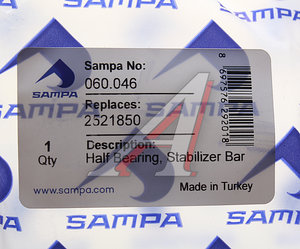 SAMPA
SAMPA
Sampa No:
060.046
Replaces:
2521850
1
Qty
Description:
Half Bearing, Stabilizer Bar
www.sampa.com
Made in Turkey
SAMPA
SAMPA